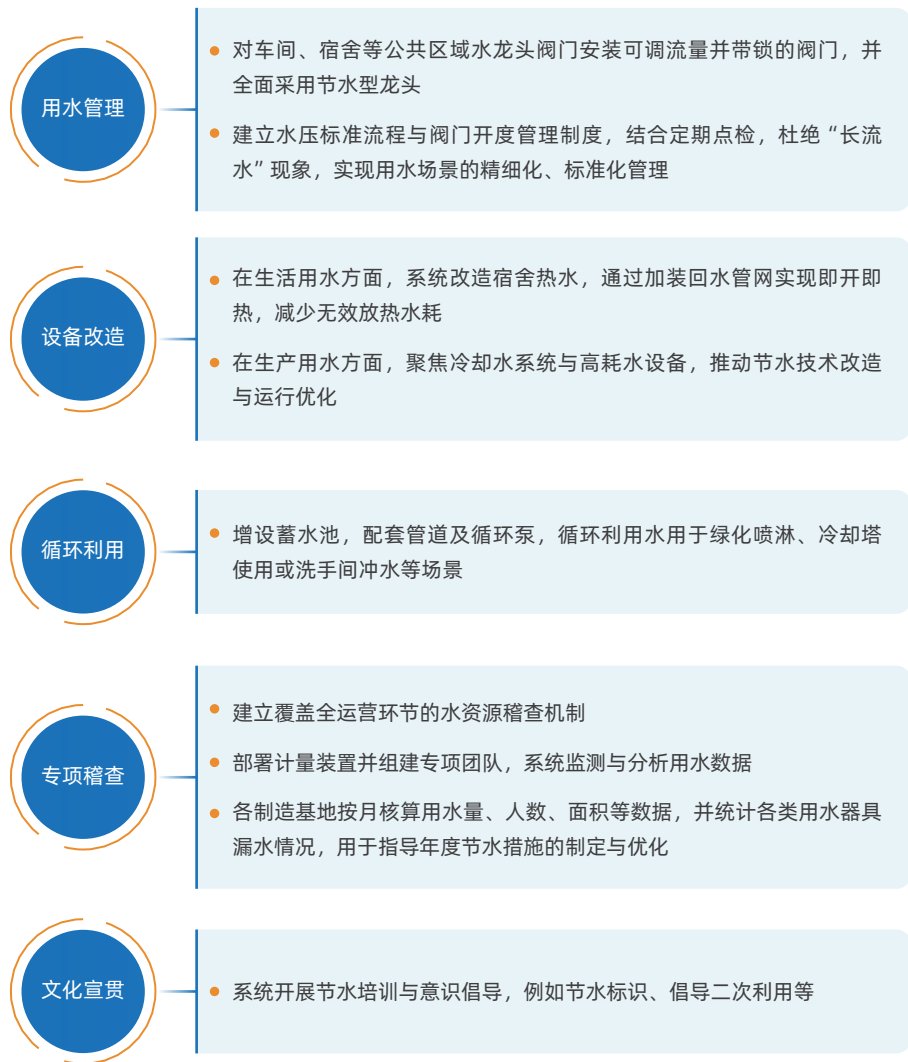 用水管理
对车间、宿舍等公共区域水龙头阀门安装可调流量并带锁的阀门，并
全面采用节水型龙头
建立水压标准流程与阀门开度管理制度，结合定期点检，杜绝“长流
水”现象，实现用水场景的精细化、标准化管理
设备改造
在生活用水方面，系统改造宿舍热水，通过加装回水管网实现即开即
热，减少无效放热水耗
在生产用水方面，聚焦冷却水系统与高耗水设备，推动节水技术改造
与运行优化
循环利用
增设蓄水池，配套管道及循环泵，循环利用水用于绿化喷淋、冷却塔
使用或洗手间冲水等场景
专项稽查
建立覆盖全运营环节的水资源稽查机制
部署计量装置并组建专项团队，系统监测与分析用水数据
各制造基地按月核算用水量、人数、面积等数据，并统计各类用水器具
漏水情况，用于指导年度节水措施的制定与优化
文化宣贯
系统开展节水培训与意识倡导，例如节水标识、倡导二次利用等